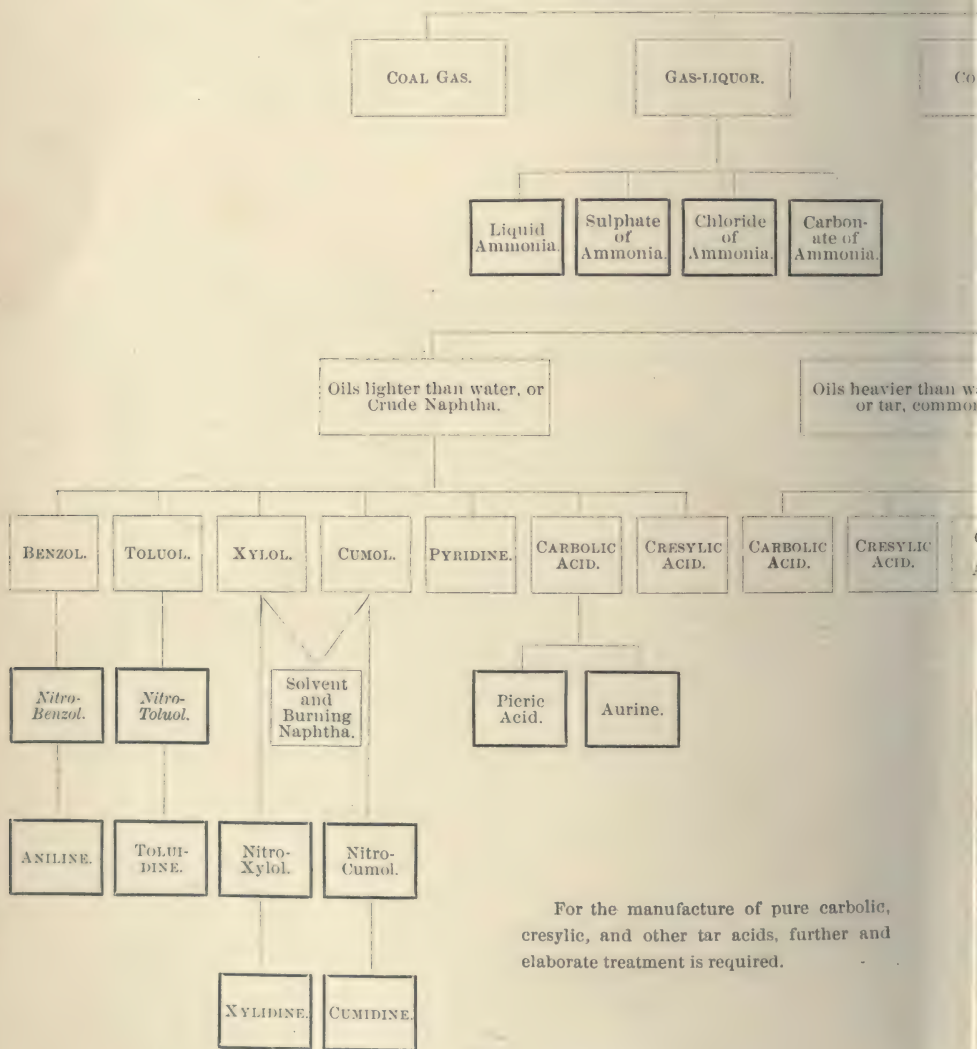 COAL GAS.
GAS-LIQUOR.
Liquid
Ammonia.
Sulphate
of
Ammonia.
Chloride
of
Ammonia.
Carbon-
ate of
Ammonia.
Oils lighter than water, or
Crude Naphtha.
Oils heavier than
or tar,
BENZOL.
TOLUOL.
XYLOL.
CUMOL.
PYRIDINE.
CARBOLIC
ACID.
CRESYLIC
ACID.
CARBOLIC
ACID.
CRESYLIC
ACID.
Nitro-
Benzol.
Nitro-
Toluol.
Solvent
and
Burning
Naphtha.
Picric
Acid.
Aurine.
ANILINE.
TOLUI-
DINE.
Nitro-
Xylol.
Nitro-
Cumol.
For the manufacture of pure carbolic,
cresylic, and other tar acids, further and
elaborate treatment is required.
XYLIDINE.
CUMIDINE.